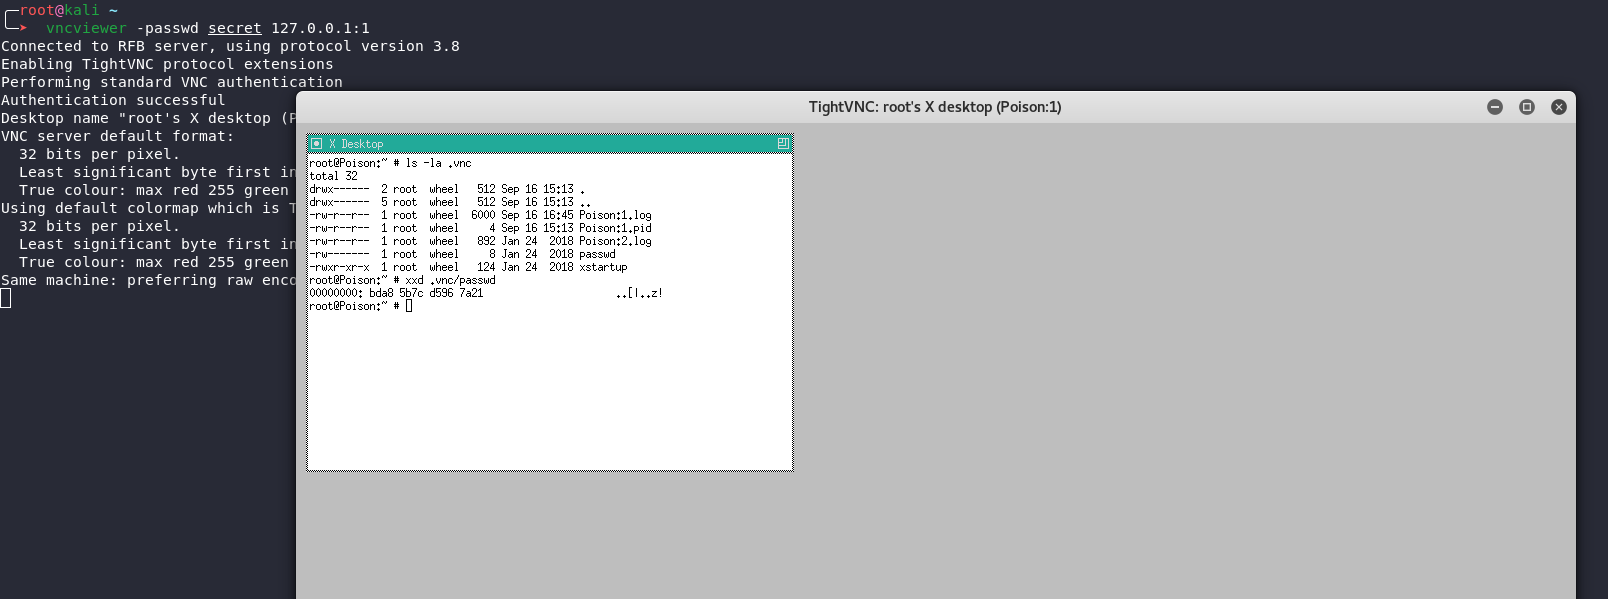 root@kali ~
vncviewer -passwd secret 127.0.0.1:1
Connected to RFB server, using protocol version 3.8
Enabling TightVNC protocol extensions
Performing standard VNC authentication
Authentication successful
Desktop name "root's X desktop (P
VNC server default format:
  32 bits per pixel.
  Least significant byte first in
  True colour: max red 255 green
Using default colormap which is T
  32 bits per pixel.
  Least significant byte first in
  True colour: max red 255 green
Same machine: preferring raw enco
TightVNC: root's X desktop (Poison:1)
X Desktop
root@Poison:~ # ls -la .vnc
total 32
drwx------  2 root  wheel   512 Sep 16 15:13 .
drwx------  5 root  wheel   512 Sep 16 15:13 ..
-rw-r--r--  1 root  wheel  6000 Sep 16 16:45 Poison:1.log
-rw-r--r--  1 root  wheel     4 Sep 16 15:13 Poison:1.pid
-rw-r--r--  1 root  wheel   892 Jan 24  2018 Poison:2.log
-rw-------  1 root  wheel     8 Jan 24  2018 passwd
-rwxr-xr-x  1 root  wheel   124 Jan 24  2018 xstartup
root@Poison:~ # xxd .vnc/passwd
00000000: bda8 5b7c d596 7a21                      ..[|..z!
root@Poison:~ #